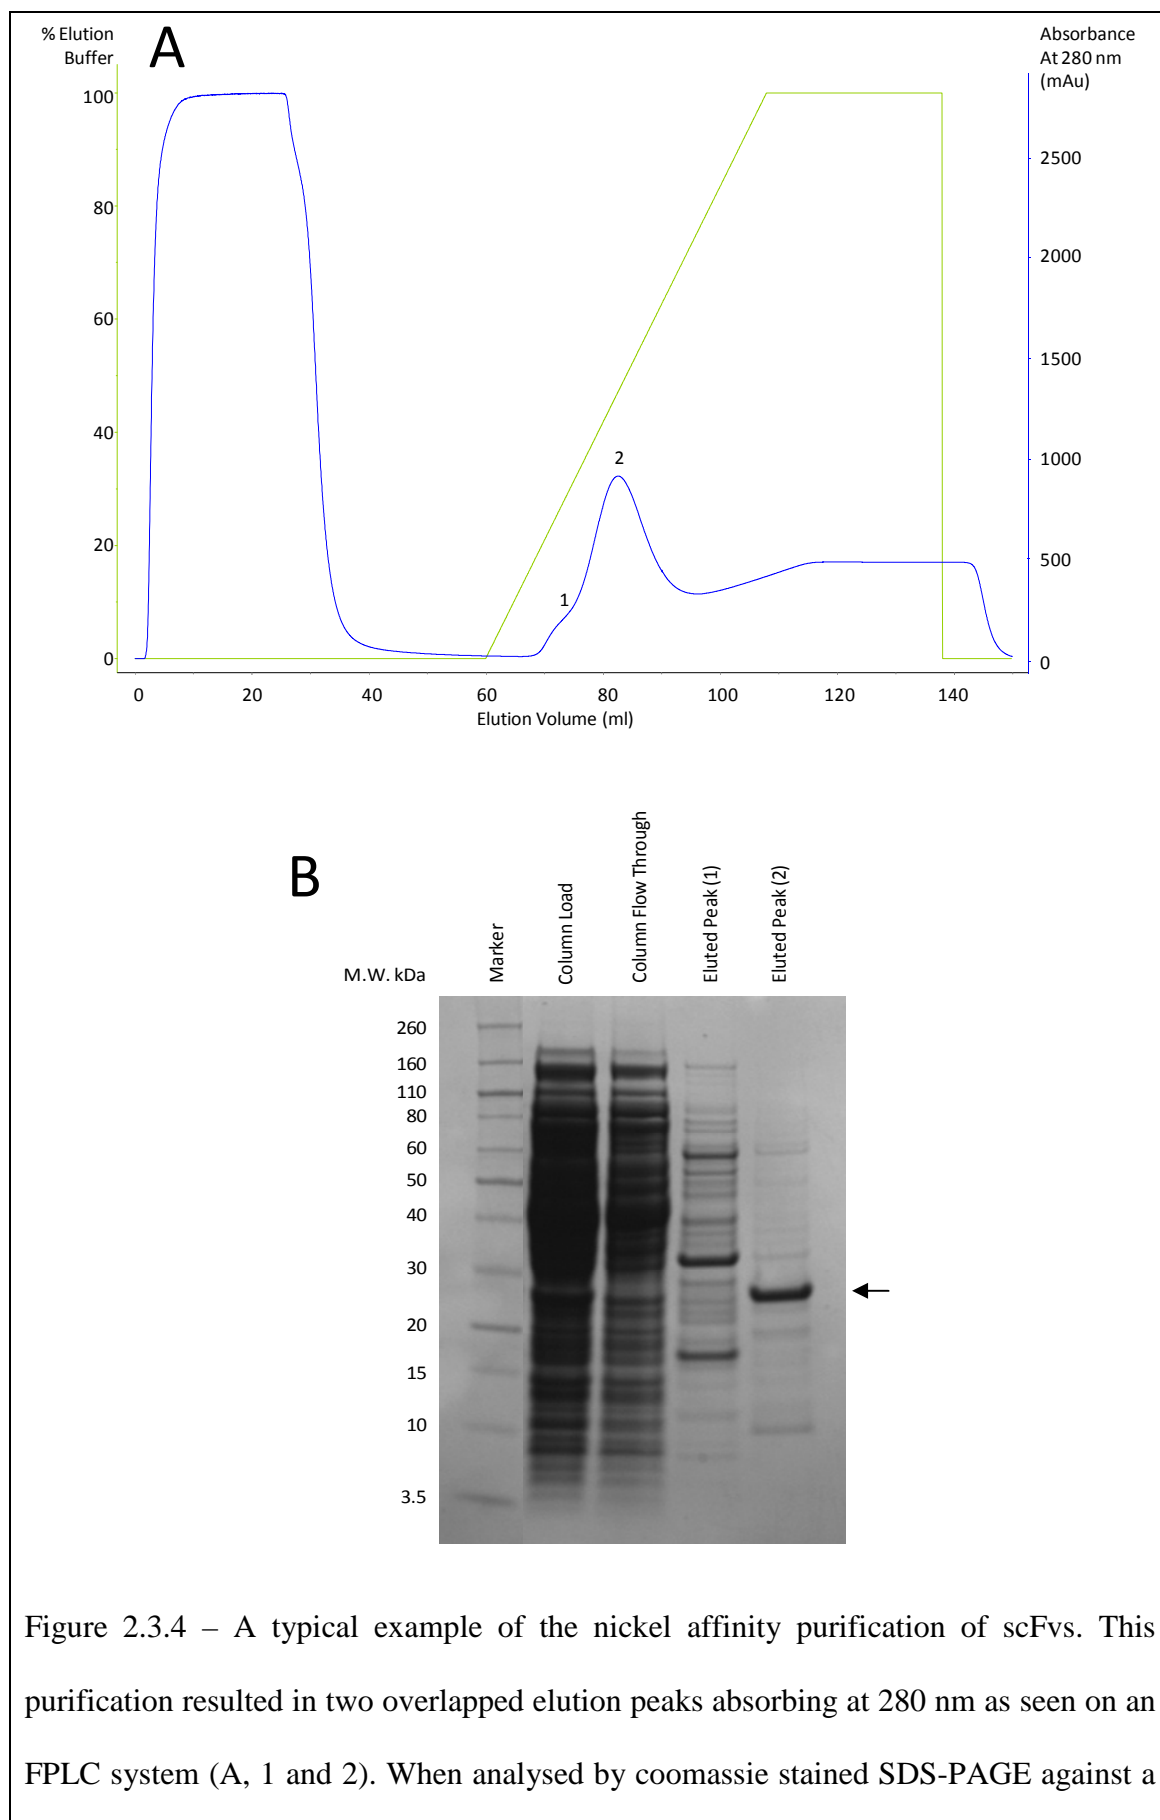 % Elution
Buffer
A
Absorbance
At 280 nm
(mAu)
100
80
60
40
20
0
2500
2000
1500
1000
500
0
2
1
0 20 40 60 80 100 120 140
Elution Volume (ml)
B
Marker
Column Load
Column Flow Through
Eluted Peak (1)
Eluted Peak (2)
M.W. kDa
260
160
110
80
60
50
40
30
20
15
10
3.5
Figure 2.3.4 – A typical example of the nickel affinity purification of scFvs. This
purification resulted in two overlapped elution peaks absorbing at 280 nm as seen on an
FPLC system (A, 1 and 2). When analysed by coomassie stained SDS-PAGE against a